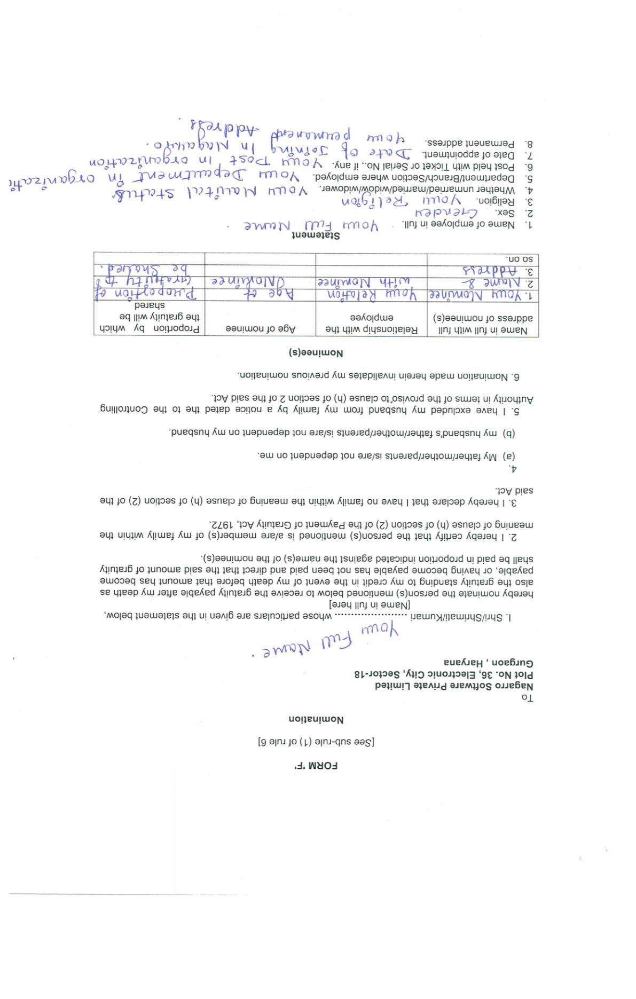 FORM 'F'
[See sub-rule (1) of rule 6]
Nomination
To
Nagarro Software Private Limited
Plot No. 36, Electronic City, Sector-18
Gurgaon , Haryana
Your Full Name .
I. Shri/Shrimati/Kumari ....................... whose particulars are given in the statement below,
[Name in full here]
hereby nominate the person(s) mentioned below to receive the gratuity payable after my death as
also the gratuity standing to my credit in the event of my death before that amount has become
payable, or having become payable has not been paid and direct that the said amount of gratuity
shall be paid in proportion indicated against the name(s) of the nominee(s).
2. I hereby certify that the person(s) mentioned is a/are member(s) of my family within the
meaning of clause (h) of section (2) of the Payment of Gratuity Act, 1972.
3. I hereby declare that I have no family within the meaning of clause (h) of section (2) of the
said Act.
4.
(a) My father/mother/parents is/are not dependent on me.
(b) my husband's father/mother/parents is/are not dependent on my husband.
5. I have excluded my husband from my family by a notice dated the to the Controlling
Authority in terms of the proviso to clause (h) of section 2 of the said Act.
6. Nomination made herein invalidates my previous nomination.
Nominee(s)
Name in full with full address of nominee(s) Relationship with the employee Age of nominee Proportion by which the gratuity will be shared
1. Your Nominee Your Relation Age of Propotion of
2. Name & with Nominee Nominee Gratuity to
3. Address be Shared.
so on.
Statement
1. Name of employee in full. Your Full Name .
2. Sex. Gender
3. Religion. Your Religion
4. Whether unmarried/married/widow/widower. Your Marital Status
5. Department/Branch/Section where employed. Your Department in organizati
6. Post held with Ticket or Serial No., if any. Your Post in organization
7. Date of appointment. Date of Joining In Nagarro.
8. Permanent address. Your permanent Address .